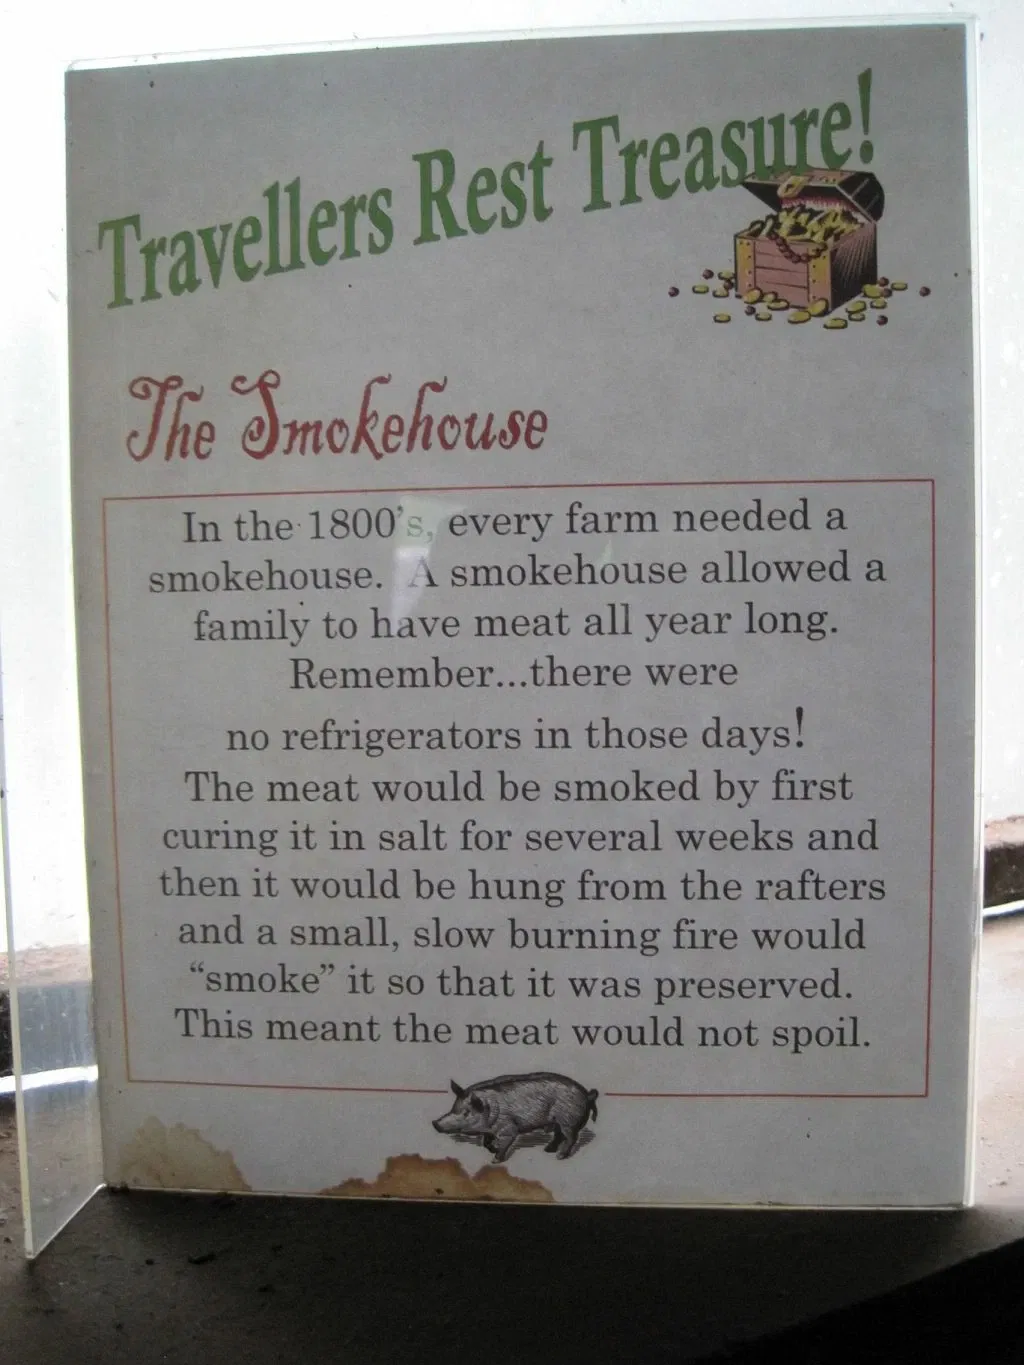 Travellers Rest Treasure!
The Smokehouse
In the 1800's, every farm needed a
smokehouse. A smokehouse allowed a
family to have meat all year long.
Remember...there were
no refrigerators in those days!
The meat would be smoked by first
curing it in salt for several weeks and
then it would be hung from the rafters
and a small, slow burning fire would
“smoke” it so that it was preserved.
This meant the meat would not spoil.